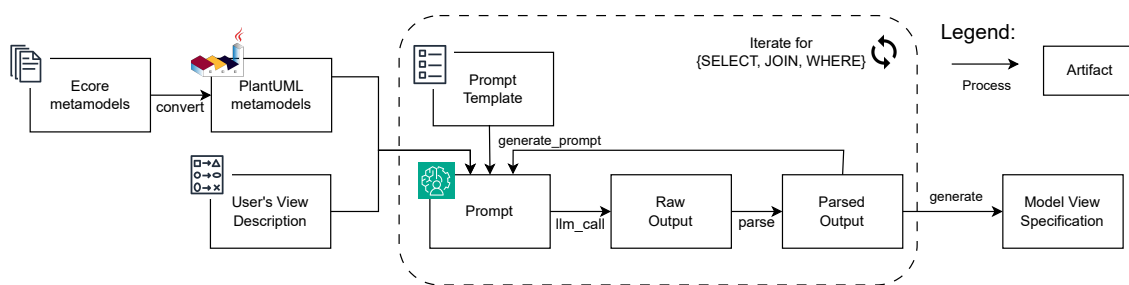 Ecore
metamodels
convert
PlantUML
metamodels
User's View
Description
Prompt
Template
Iterate for
{SELECT, JOIN, WHERE}
generate_prompt
Prompt
llm_call
Raw
Output
parse
Parsed
Output
generate
Model View
Specification
Legend:
Process
Artifact